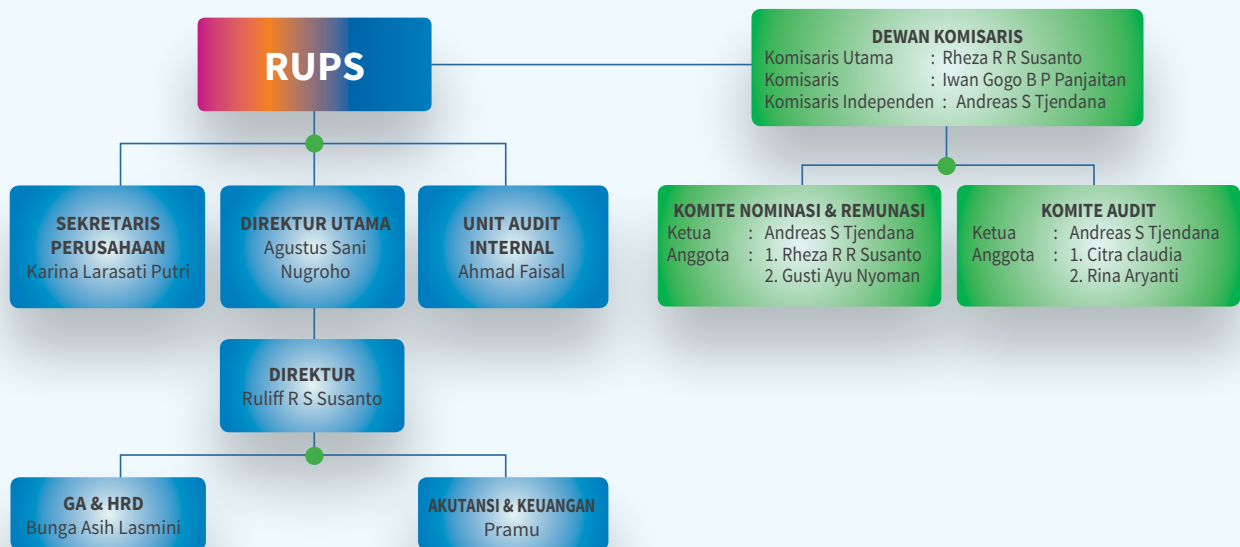 RUPS
DEWAN KOMISARIS
Komisaris Utama : Rheza R R Susanto
Komisaris : Iwan Gogo B P Panjaitan
Komisaris Independen : Andreas S Tjendana
SEKRETARIS
PERUSAHAAN
Karina Larasati Putri
DIREKTUR UTAMA
Agustus Sani
Nugroho
UNIT AUDIT
INTERNAL
Ahmad Faisal
KOMITE NOMINASI & REMUNASI
Ketua : Andreas S Tjendana
Anggota : 1. Rheza R R Susanto
2. Gusti Ayu Nyoman
KOMITE AUDIT
Ketua : Andreas S Tjendana
Anggota : 1. Citra claudia
2. Rina Aryanti
DIREKTUR
Ruliff R S Susanto
GA & HRD
Bunga Asih Lasmini
AKUTANSI & KEUANGAN
Pramu